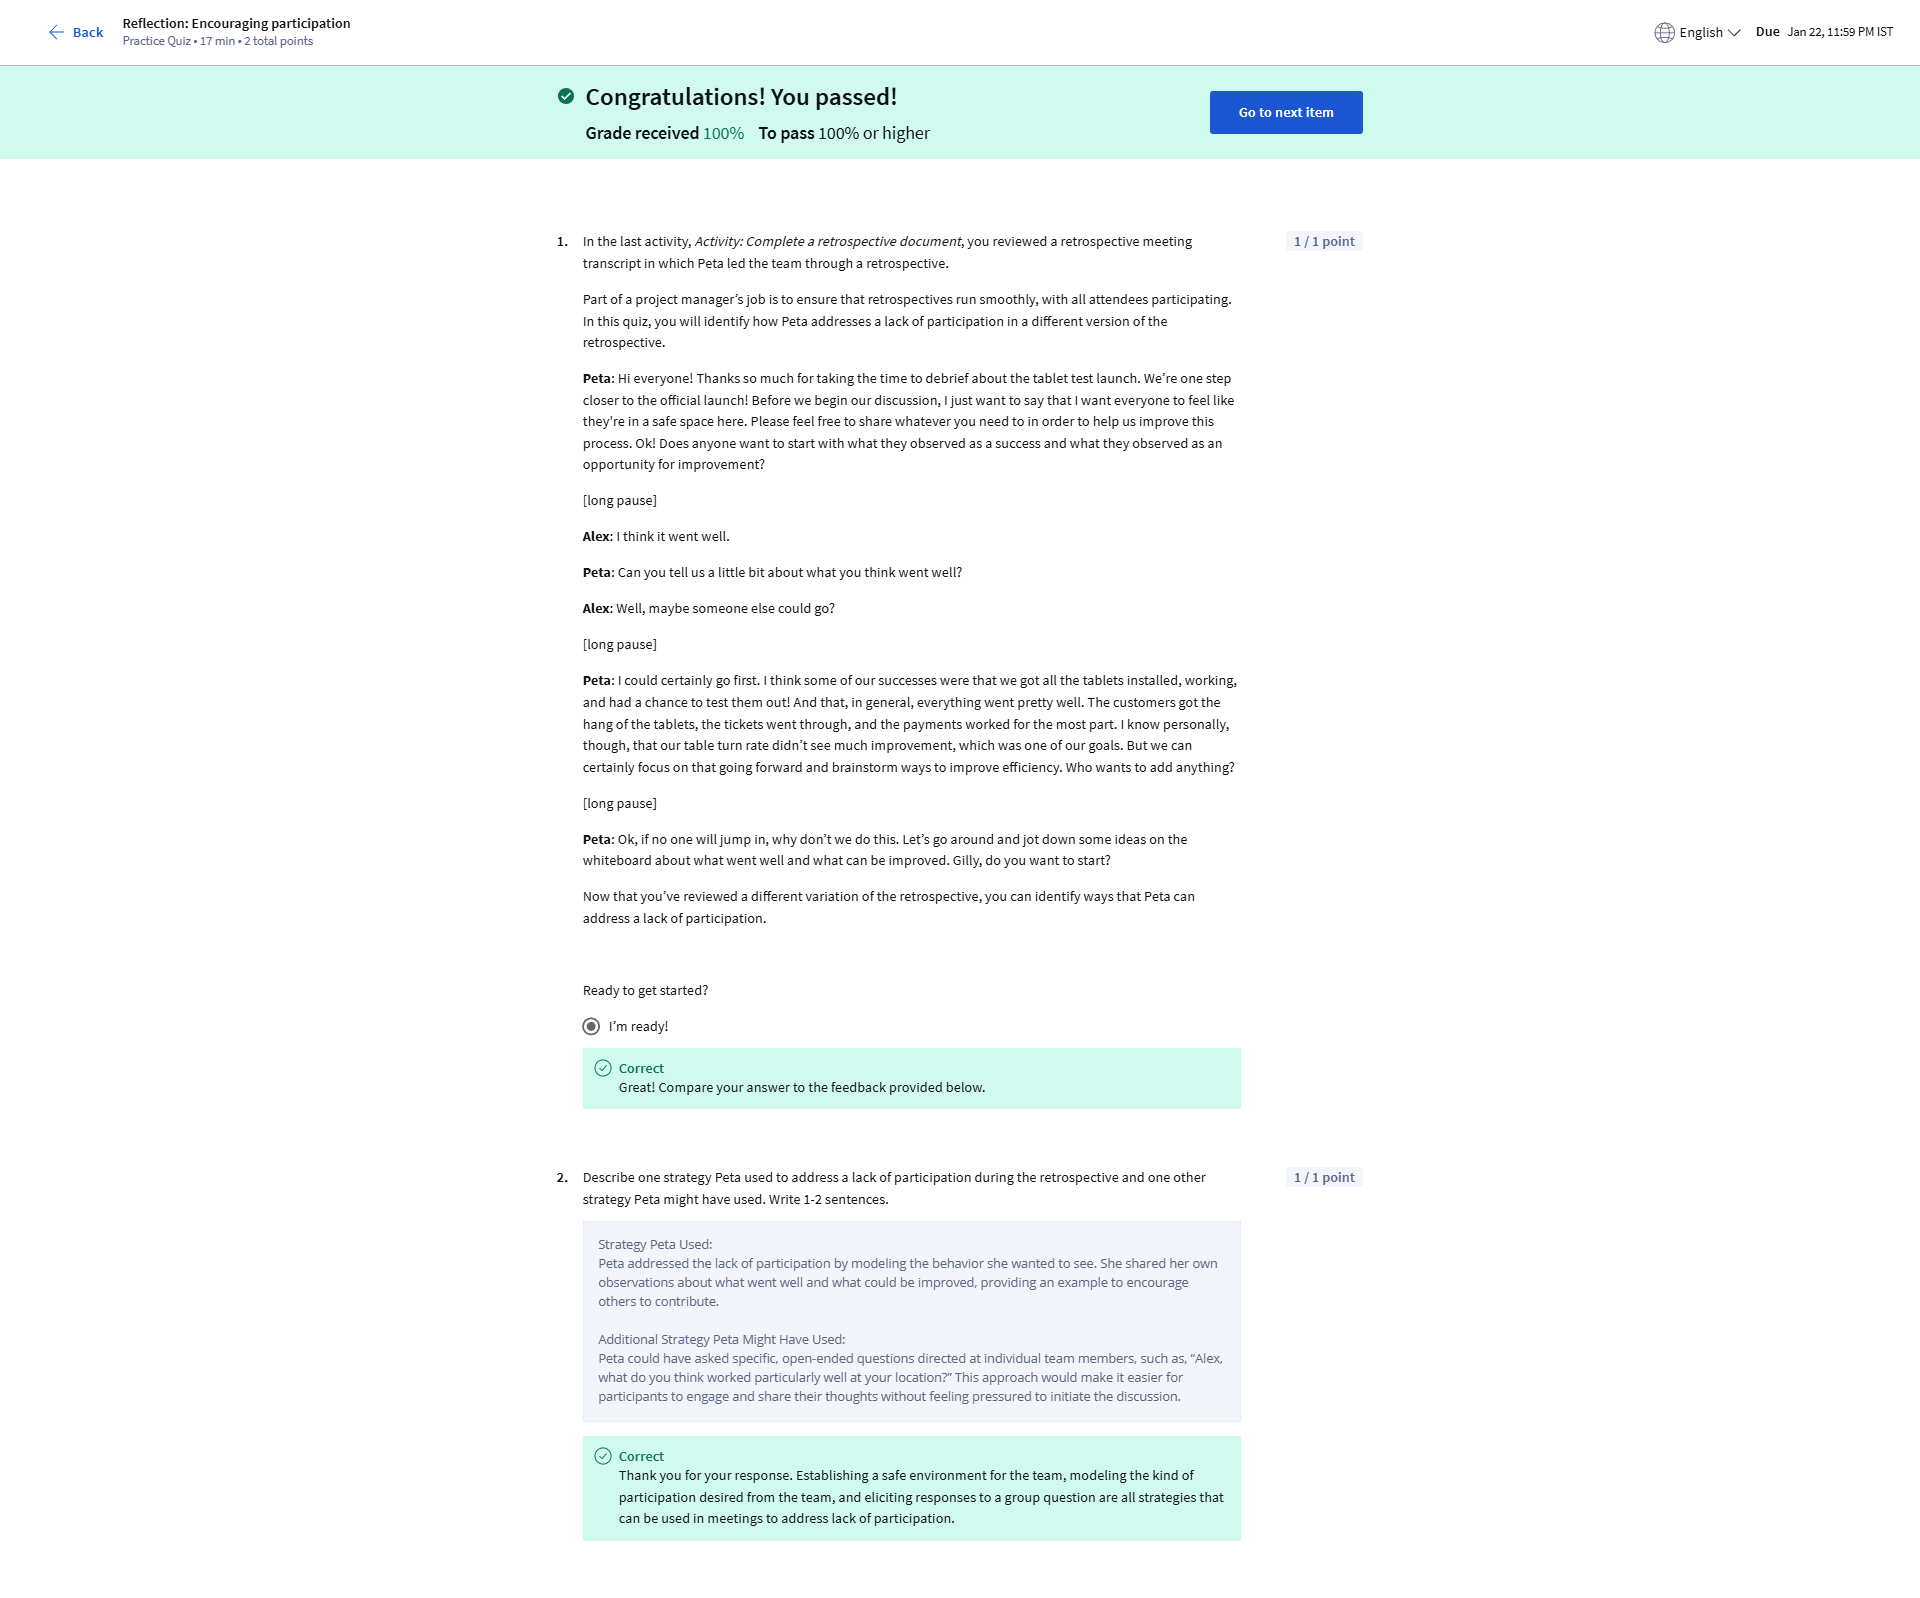 Back
Reflection: Encouraging participation
Practice Quiz • 17 min • 2 total points
English
Due Jan 22, 11:59 PM IST
Congratulations! You passed!
Grade received 100% To pass 100% or higher
Go to next item
1. In the last activity, Activity: Complete a retrospective document, you reviewed a retrospective meeting
transcript in which Peta led the team through a retrospective.
1 / 1 point
Part of a project manager’s job is to ensure that retrospectives run smoothly, with all attendees participating.
In this quiz, you will identify how Peta addresses a lack of participation in a different version of the
retrospective.
Peta: Hi everyone! Thanks so much for taking the time to debrief about the tablet test launch. We’re one step
closer to the official launch! Before we begin our discussion, I just want to say that I want everyone to feel like
they're in a safe space here. Please feel free to share whatever you need to in order to help us improve this
process. Ok! Does anyone want to start with what they observed as a success and what they observed as an
opportunity for improvement?
[long pause]
Alex: I think it went well.
Peta: Can you tell us a little bit about what you think went well?
Alex: Well, maybe someone else could go?
[long pause]
Peta: I could certainly go first. I think some of our successes were that we got all the tablets installed, working,
and had a chance to test them out! And that, in general, everything went pretty well. The customers got the
hang of the tablets, the tickets went through, and the payments worked for the most part. I know personally,
though, that our table turn rate didn’t see much improvement, which was one of our goals. But we can
certainly focus on that going forward and brainstorm ways to improve efficiency. Who wants to add anything?
[long pause]
Peta: Ok, if no one will jump in, why don’t we do this. Let’s go around and jot down some ideas on the
whiteboard about what went well and what can be improved. Gilly, do you want to start?
Now that you’ve reviewed a different variation of the retrospective, you can identify ways that Peta can
address a lack of participation.
Ready to get started?
I’m ready!
Correct
Great! Compare your answer to the feedback provided below.
2. Describe one strategy Peta used to address a lack of participation during the retrospective and one other
strategy Peta might have used. Write 1-2 sentences.
1 / 1 point
Strategy Peta Used:
Peta addressed the lack of participation by modeling the behavior she wanted to see. She shared her own
observations about what went well and what could be improved, providing an example to encourage
others to contribute.
Additional Strategy Peta Might Have Used:
Peta could have asked specific, open-ended questions directed at individual team members, such as, “Alex,
what do you think worked particularly well at your location?” This approach would make it easier for
participants to engage and share their thoughts without feeling pressured to initiate the discussion.
Correct
Thank you for your response. Establishing a safe environment for the team, modeling the kind of
participation desired from the team, and eliciting responses to a group question are all strategies that
can be used in meetings to address lack of participation.